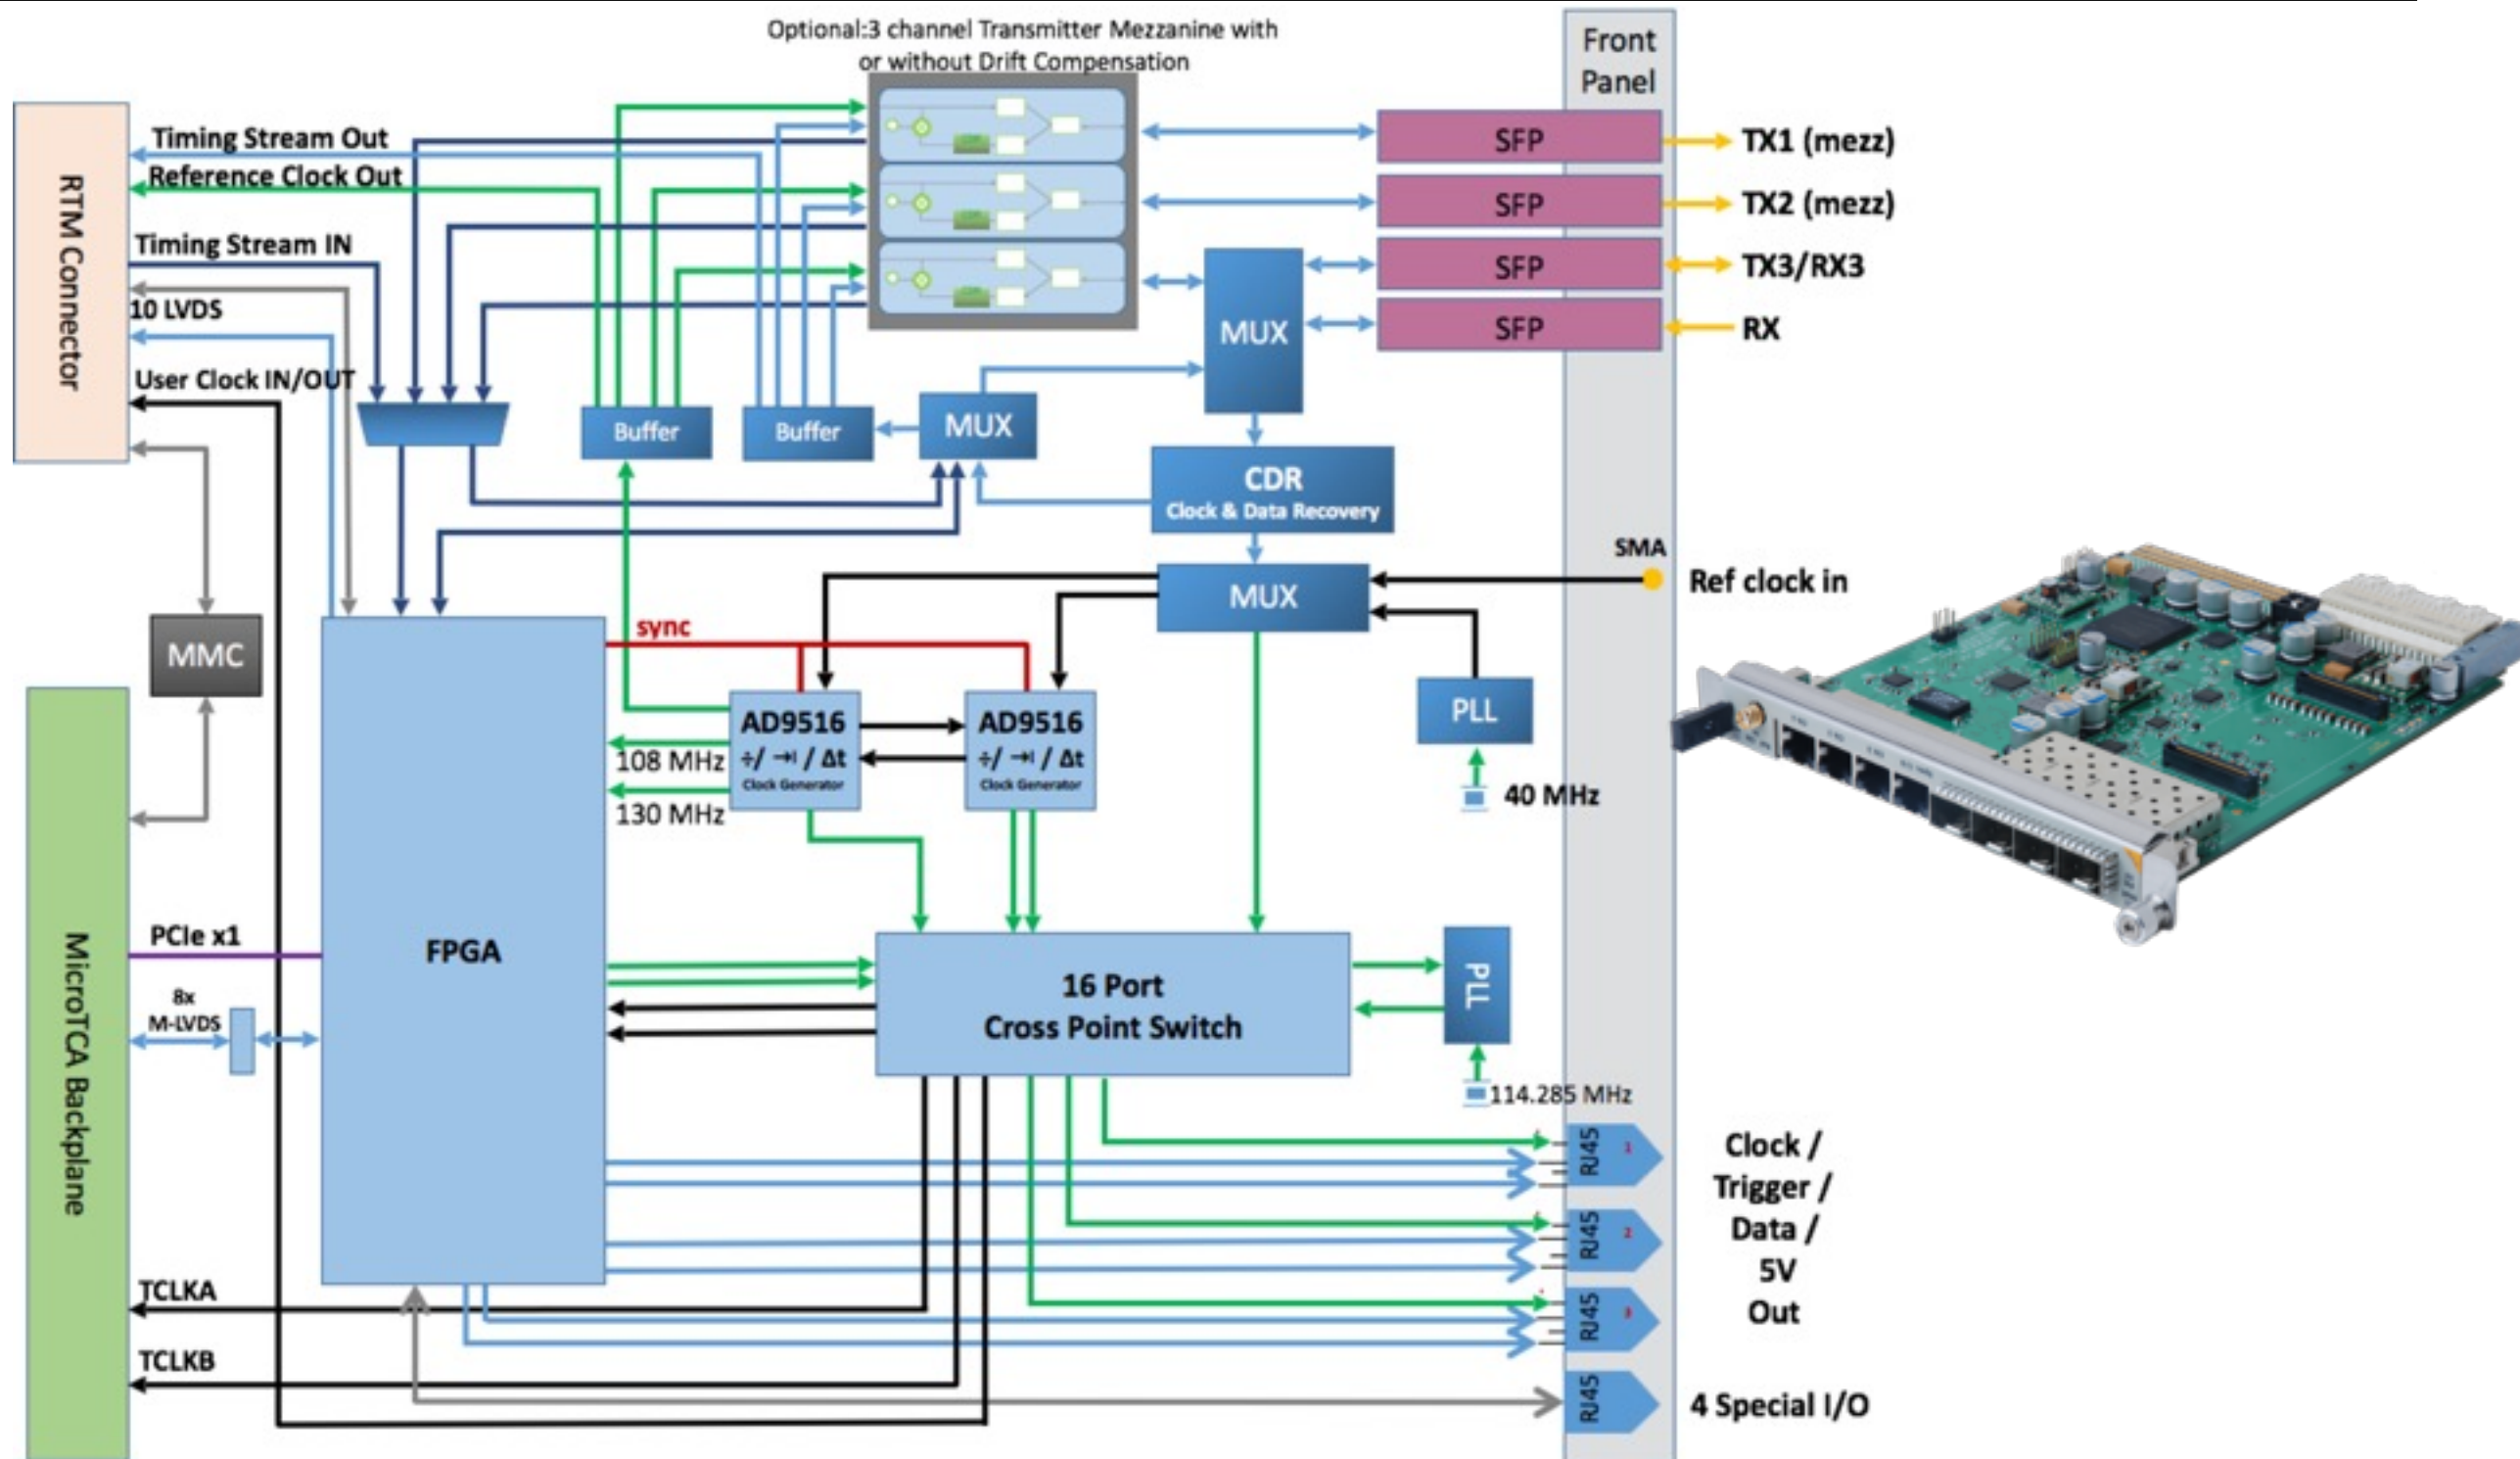 Optional:3 channel Transmitter Mezzanine with
or without Drift Compensation
Front
Panel
RTM Connector
Timing Stream Out
Reference Clock Out
Timing Stream IN
10 LVDS
User Clock IN/OUT
SFP
TX1 (mezz)
SFP
TX2 (mezz)
SFP
TX3/RX3
SFP
RX
MUX
Buffer
Buffer
MUX
CDR
Clock & Data Recovery
SMA
Ref clock in
MUX
MMC
sync
PLL
40 MHz
AD9516
÷/ →I / Δt
Clock Generator
AD9516
÷/ →I / Δt
Clock Generator
108 MHz
130 MHz
MicroTCA Backplane
PCIe x1
8x
M-LVDS
FPGA
16 Port
Cross Point Switch
PLL
114.285 MHz
RJ45
1
RJ45
2
RJ45
3
Clock /
Trigger /
Data /
5V
Out
TCLKA
TCLKB
RJ45
4 Special I/O